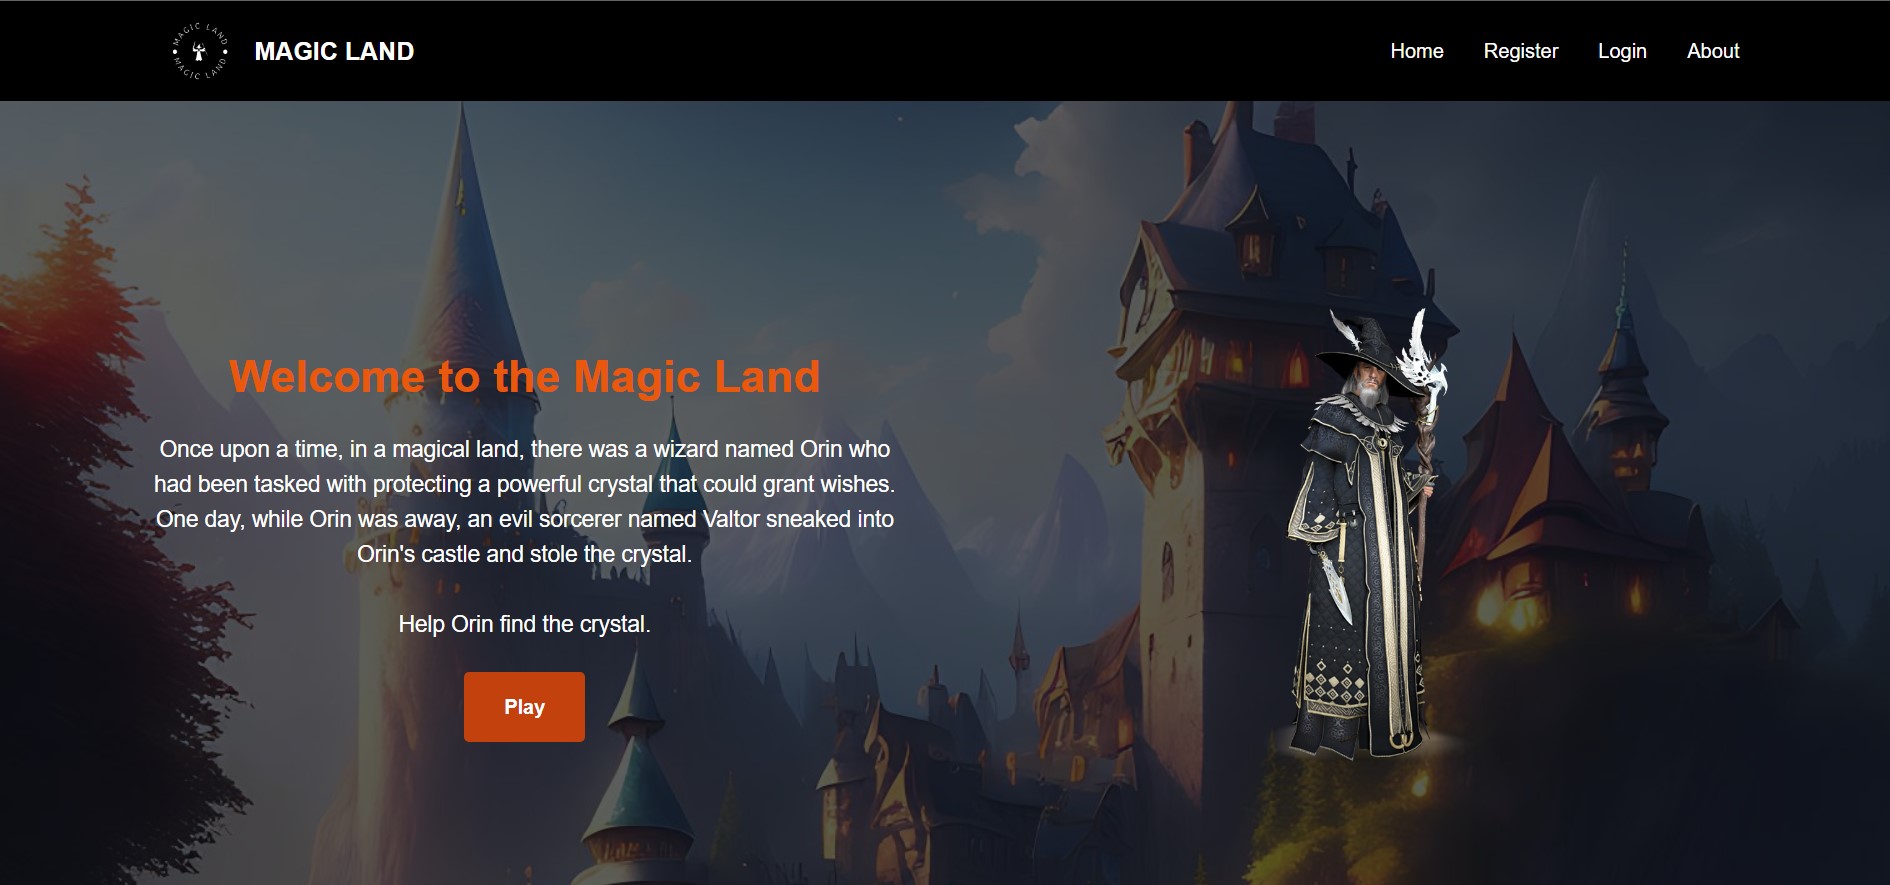 MAGIC LAND
MAGIC LAND
MAGIC LAND
Home
Register
Login
About
Welcome to the Magic Land
Once upon a time, in a magical land, there was a wizard named Orin who
had been tasked with protecting a powerful crystal that could grant wishes.
One day, while Orin was away, an evil sorcerer named Valtor sneaked into
Orin's castle and stole the crystal.
Help Orin find the crystal.
Play